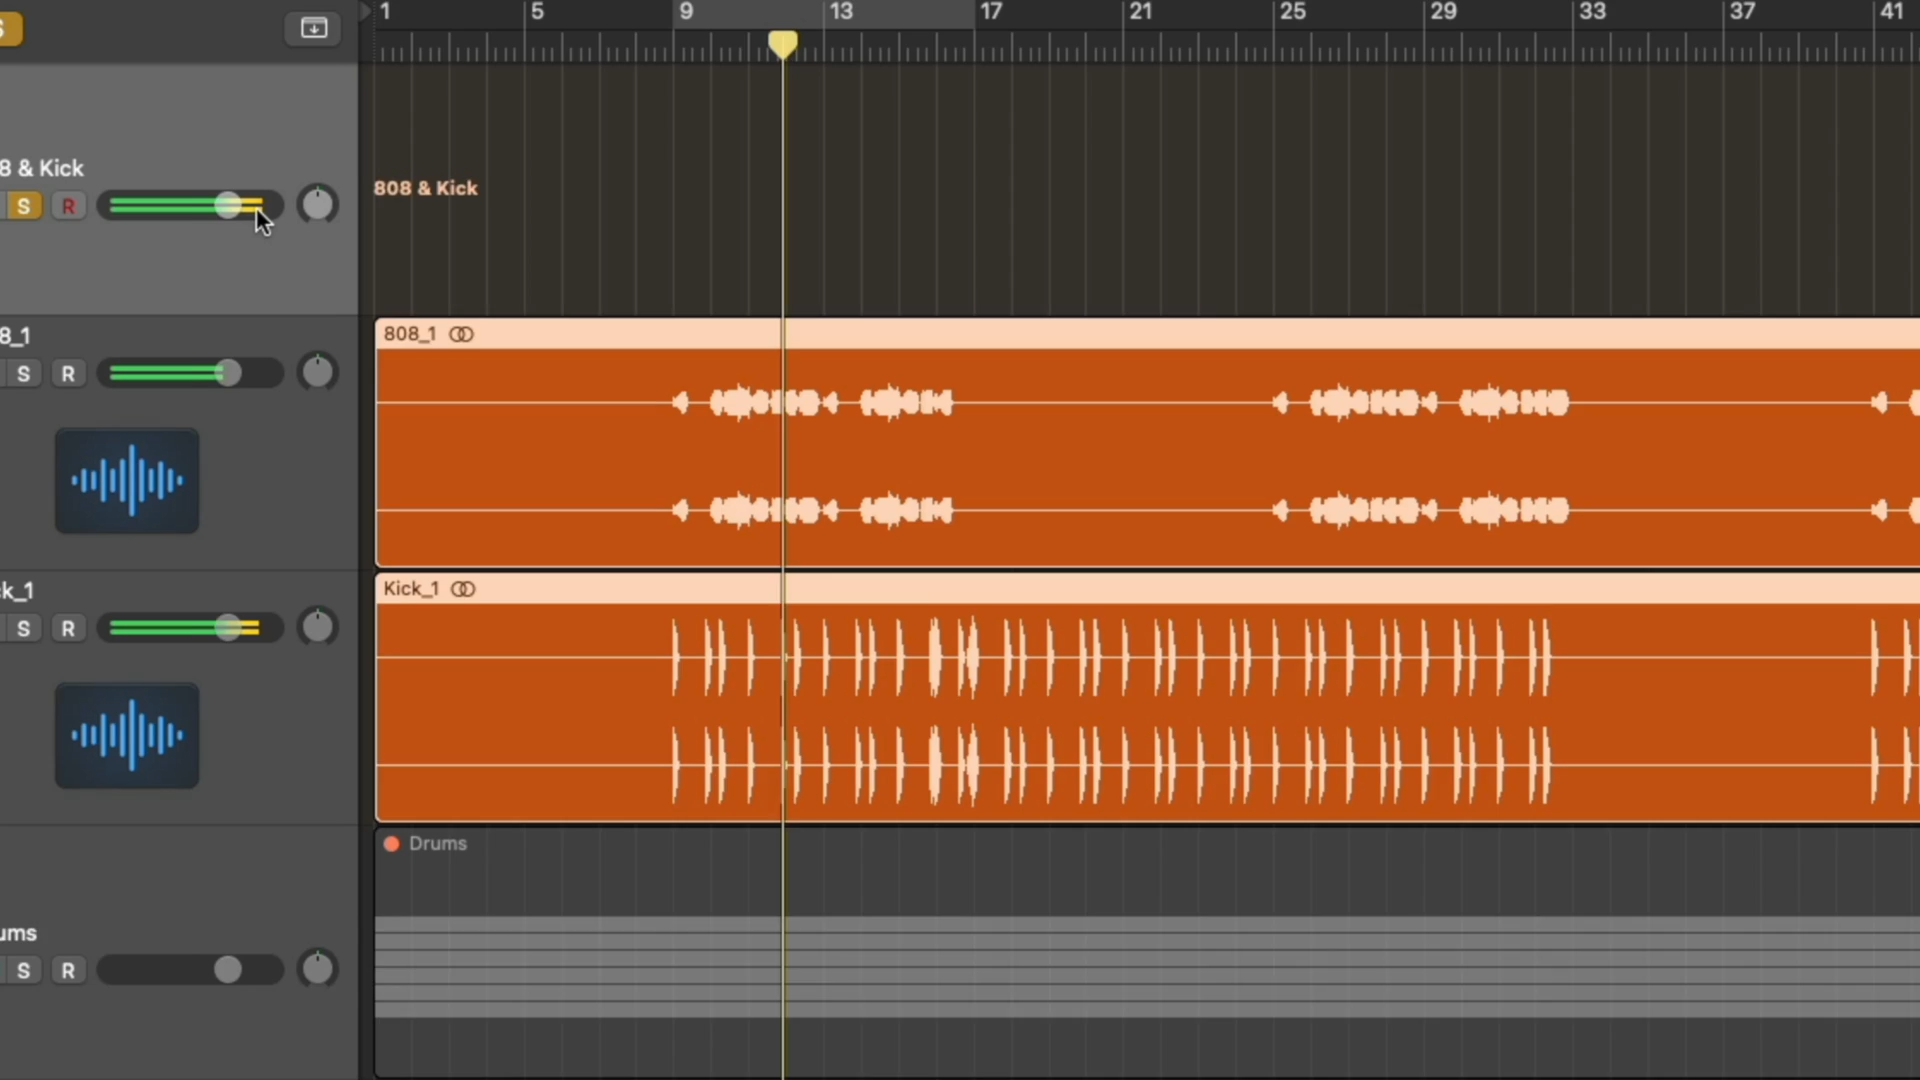 1 5 9 13 17 21 25 29 33 37 41
S
8 & Kick
S R
808 & Kick
8_1
808_1
S R
k_1
Kick_1
S R
Drums
ums
S R